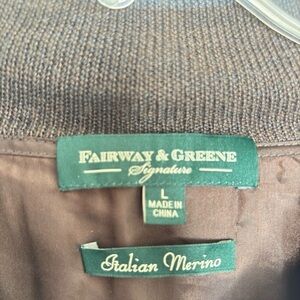 FAIRWAY & GREENE
Signature
L
MADE IN
CHINA
Italian Merino